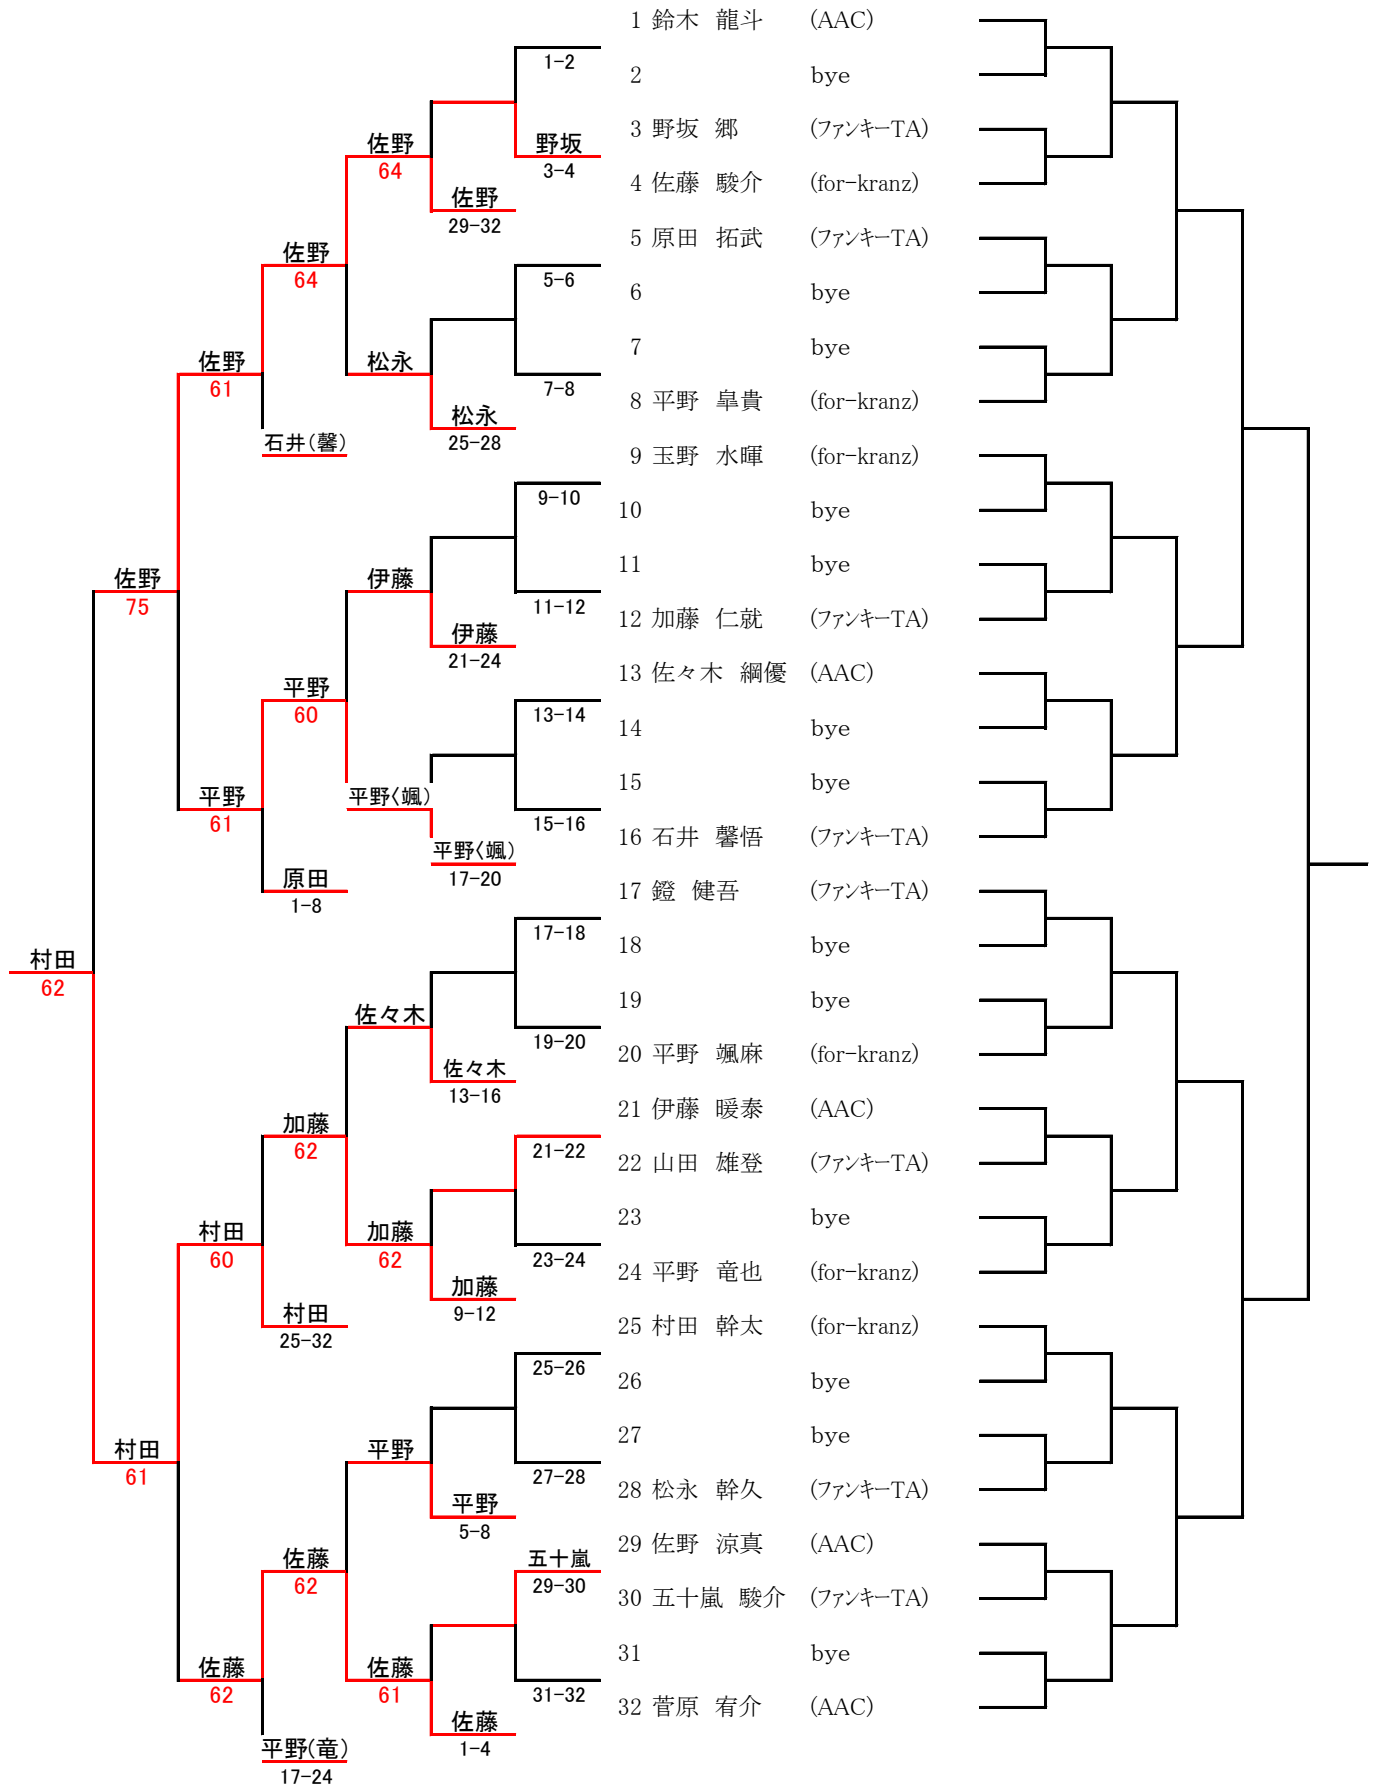 1 鈴木 龍斗 (AAC)
1-2
2 bye
佐野 野坂 3 野坂 郷 (ファンキーTA)
64 3-4
佐野 4 佐藤 駿介 (for-kranz)
29-32
佐野 5 原田 拓武 (ファンキーTA)
64 5-6
6 bye
佐野 松永 7 bye
61 7-8
松永 8 平野 皐貴 (for-kranz)
石井(馨) 25-28
9 玉野 水暉 (for-kranz)
9-10
10 bye
佐野 伊藤 11 bye
75 11-12
伊藤 12 加藤 仁就 (ファンキーTA)
21-24
平野 13 佐々木 綱優 (AAC)
60 13-14
14 bye
平野 平野〈颯) 15 bye
61 15-16
平野〈颯) 16 石井 馨悟 (ファンキーTA)
原田 17-20
1-8
17 鐙 健吾 (ファンキーTA)
17-18
村田 18 bye
62
佐々木 19 bye
19-20
佐々木 20 平野 颯麻 (for-kranz)
13-16
加藤 21 伊藤 暖泰 (AAC)
62 21-22
22 山田 雄登 (ファンキーTA)
村田 加藤 23 bye
60 62 23-24
加藤 24 平野 竜也 (for-kranz)
村田 9-12
25-32
25 村田 幹太 (for-kranz)
25-26
26 bye
村田 平野 27 bye
61 27-28
平野 28 松永 幹久 (ファンキーTA)
5-8
佐藤 五十嵐 29 佐野 涼真 (AAC)
62 29-30
30 五十嵐 駿介 (ファンキーTA)
佐藤 佐藤 31 bye
62 61 31-32
佐藤 32 菅原 宥介 (AAC)
平野(竜) 1-4
17-24